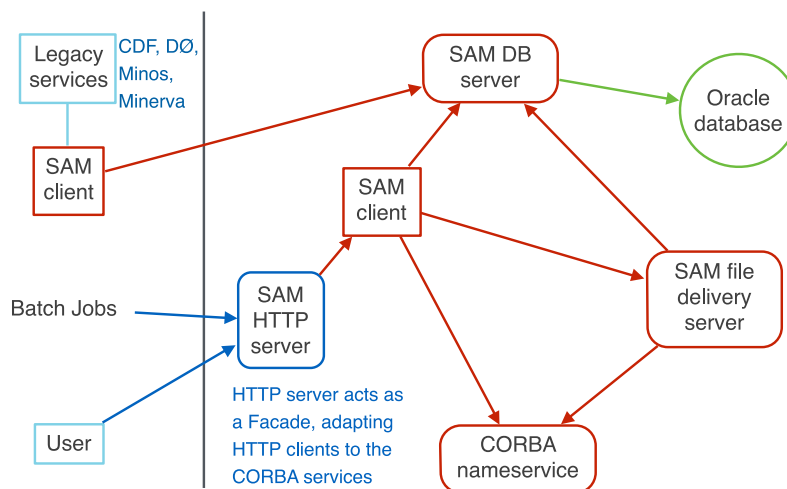 Legacy
services
CDF, DØ,
Minos,
Minerva
SAM DB
server
Oracle
database
SAM
client
SAM
client
SAM file
delivery
server
SAM
HTTP
server
Batch Jobs
HTTP server acts as
a Facade, adapting
HTTP clients to the
CORBA services
User
CORBA
nameservice